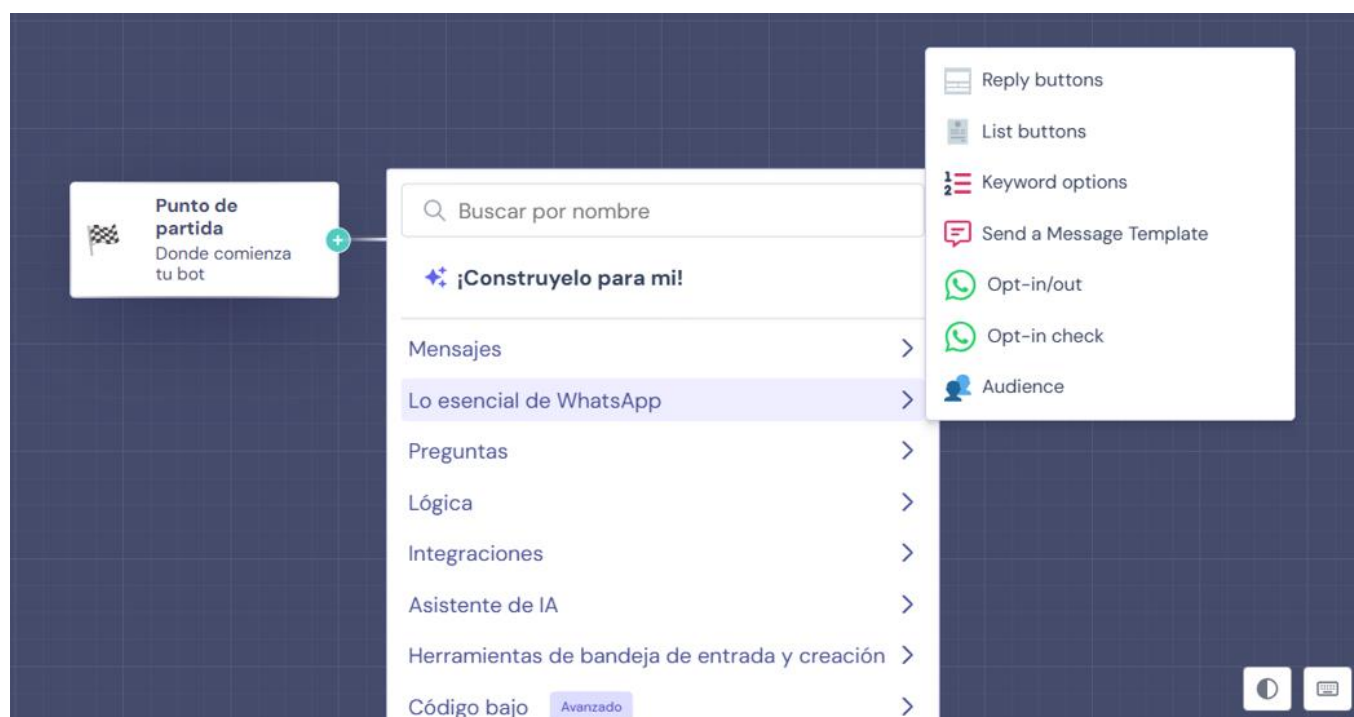 Punto de
partida
Donde comienza
tu bot
Buscar por nombre
¡Construyelo para mi!
Mensajes
Lo esencial de WhatsApp
Preguntas
Lógica
Integraciones
Asistente de IA
Herramientas de bandeja de entrada y creación
Código bajo Avanzado
Reply buttons
List buttons
1
2 Keyword options
Send a Message Template
Opt-in/out
Opt-in check
Audience